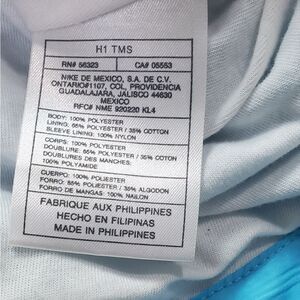 H1 TMS
RN# 56323 CA# 05553
NIKE DE MEXICO, S.A. DE C.V.
ONTARIO#1107, COL, PROVIDENCIA
GUADALAJARA, JALISCO 44630
MEXICO
RFC# NME 920220 KL4
BODY: 100% POLYESTER
LINING: 65% POLYESTER / 35% COTTON
SLEEVE LINING: 100% NYLON
CORPS: 100% POLYESTER
DOUBLURE: 65% POLYESTER / 35% COTON
DOUBLURES DES MANCHES:
100% POLYAMIDE
CUERPO: 100% POLIESTER
FORRO: 65% POLIESTER / 35% ALGODON
FORRO DE MANGAS: 100% NAILON
FABRIQUE AUX PHILIPPINES
HECHO EN FILIPINAS
MADE IN PHILIPPINES